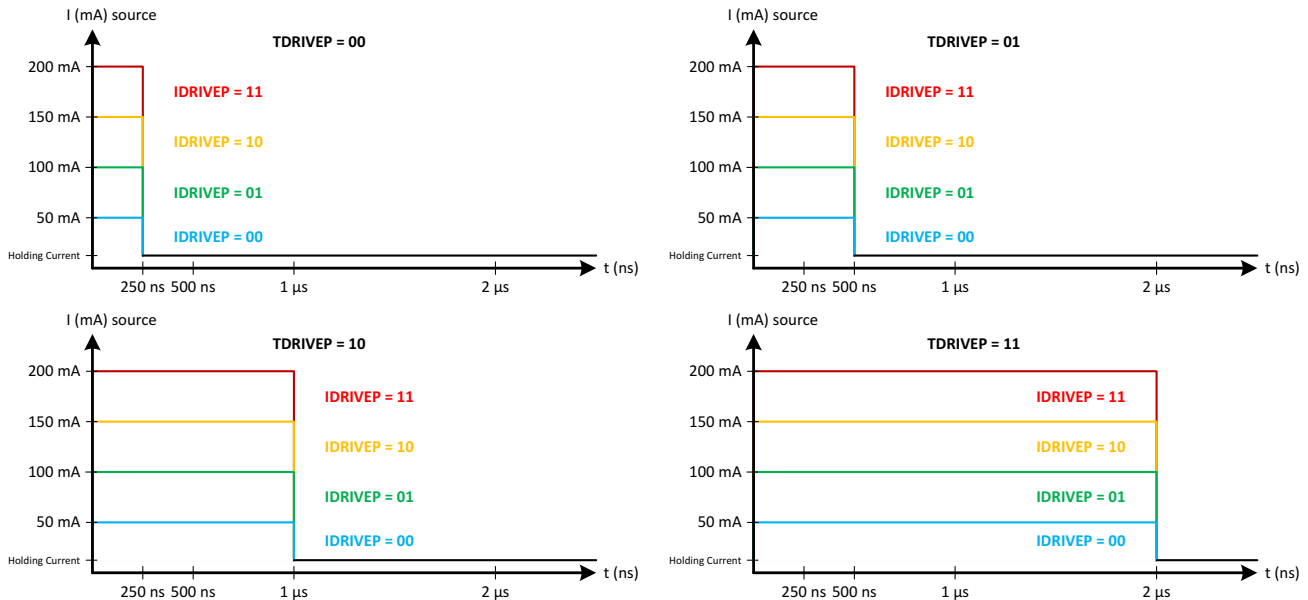 I (mA) source
TDRIVEP = 00
200 mA
IDRIVEP = 11
150 mA
IDRIVEP = 10
100 mA
IDRIVEP = 01
50 mA
IDRIVEP = 00
Holding Current
t (ns)
250 ns 500 ns 1 µs 2 µs
I (mA) source
TDRIVEP = 01
200 mA
IDRIVEP = 11
150 mA
IDRIVEP = 10
100 mA
IDRIVEP = 01
50 mA
IDRIVEP = 00
Holding Current
t (ns)
250 ns 500 ns 1 µs 2 µs
I (mA) source
TDRIVEP = 10
200 mA
IDRIVEP = 11
150 mA
IDRIVEP = 10
100 mA
IDRIVEP = 01
50 mA
IDRIVEP = 00
Holding Current
t (ns)
250 ns 500 ns 1 µs 2 µs
I (mA) source
TDRIVEP = 11
200 mA
IDRIVEP = 11
150 mA
IDRIVEP = 10
100 mA
IDRIVEP = 01
50 mA
IDRIVEP = 00
Holding Current
t (ns)
250 ns 500 ns 1 µs 2 µs